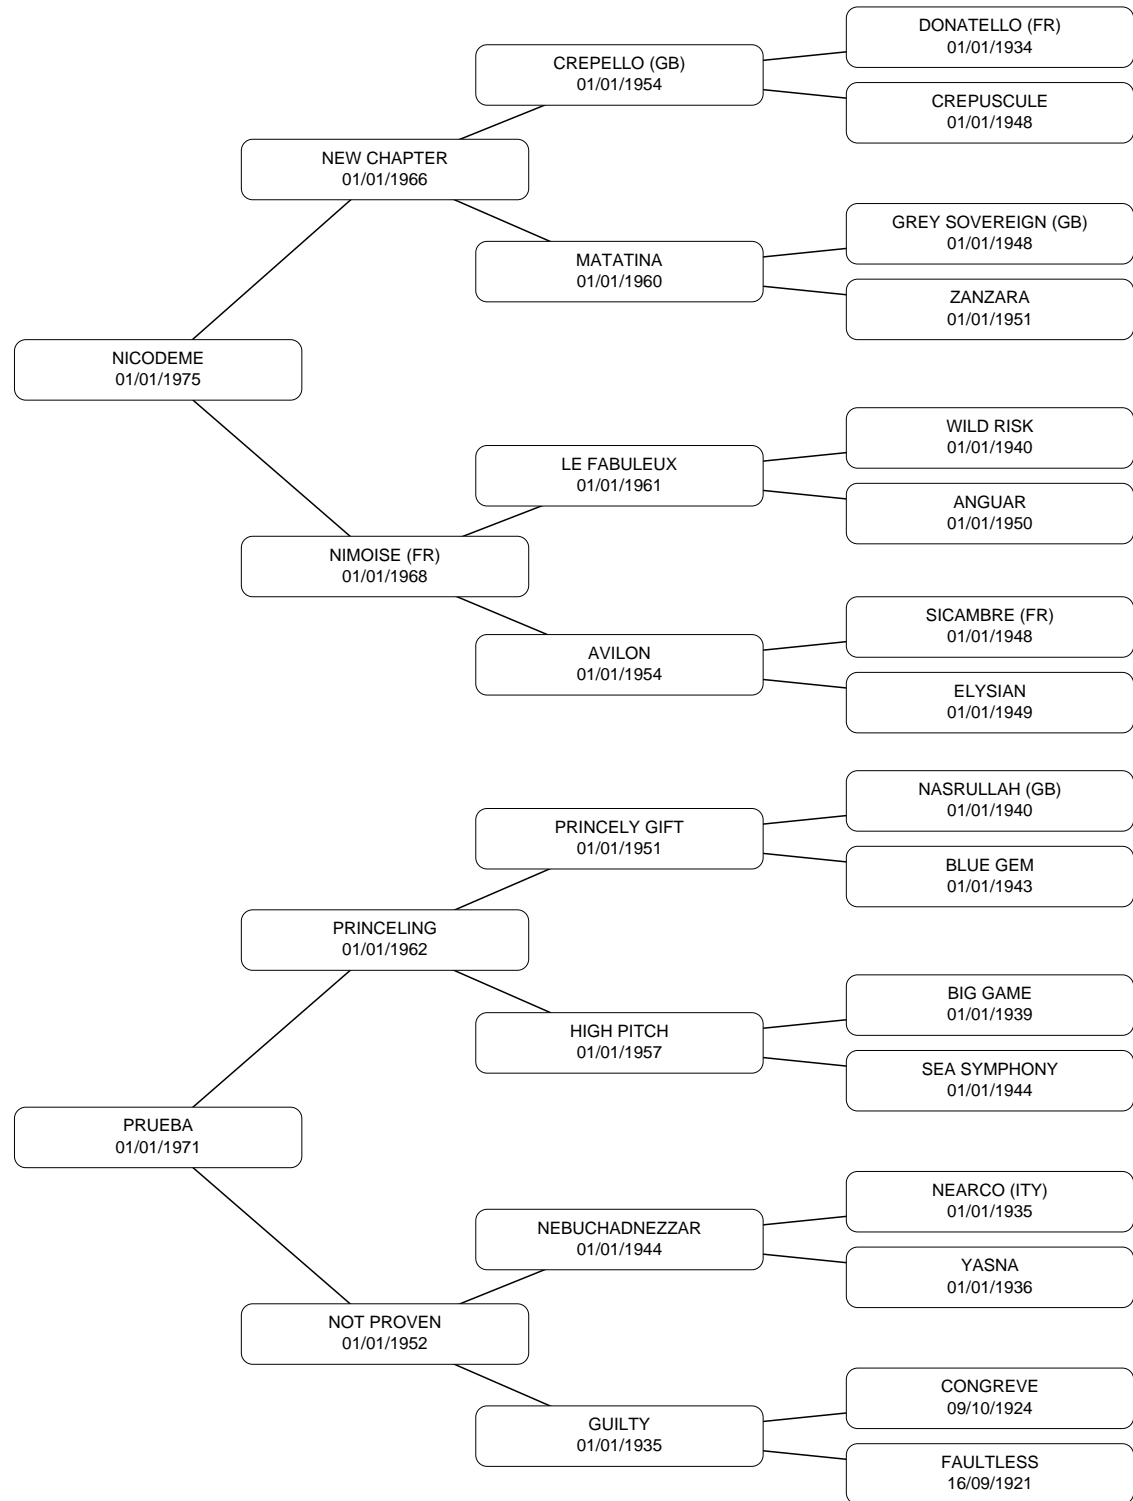 DONATELLO (FR)
01/01/1934
CREPELLO (GB)
01/01/1954
CREPUSCULE
01/01/1948
NEW CHAPTER
01/01/1966
GREY SOVEREIGN (GB)
01/01/1948
MATATINA
01/01/1960
ZANZARA
01/01/1951
NICODEME
01/01/1975
WILD RISK
01/01/1940
LE FABULEUX
01/01/1961
ANGUAR
01/01/1950
NIMOISE (FR)
01/01/1968
SICAMBRE (FR)
01/01/1948
AVILON
01/01/1954
ELYSIAN
01/01/1949
NASRULLAH (GB)
01/01/1940
PRINCELY GIFT
01/01/1951
BLUE GEM
01/01/1943
PRINCELING
01/01/1962
BIG GAME
01/01/1939
HIGH PITCH
01/01/1957
SEA SYMPHONY
01/01/1944
PRUEBA
01/01/1971
NEARCO (ITY)
01/01/1935
NEBUCHADNEZZAR
01/01/1944
YASNA
01/01/1936
NOT PROVEN
01/01/1952
CONGREVE
09/10/1924
GUILTY
01/01/1935
FAULTLESS
16/09/1921